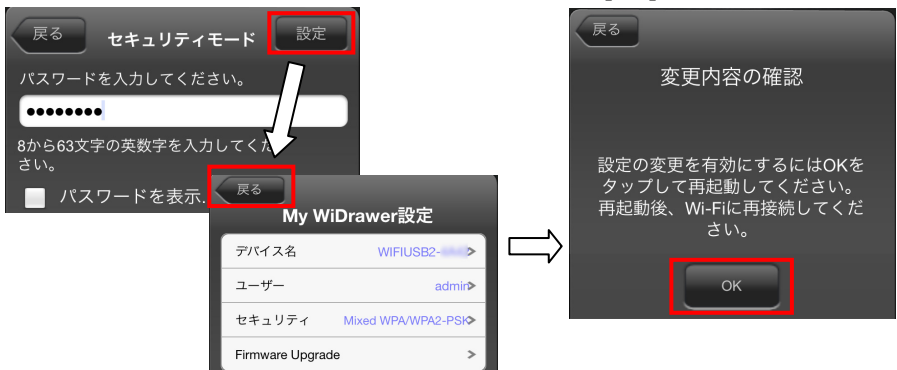 戻る
セキュリティモード
設定
パスワードを入力してください。
●●●●●●●●
8から63文字の英数字を入力してくだ
さい。
パスワードを表示.
戻る
My WiDrawer設定
デバイス名 WIFIUSB2-
ユーザー admin
セキュリティ Mixed WPA/WPA2-PSK
Firmware Upgrade
戻る
変更内容の確認
設定の変更を有効にするにはOKを
タップして再起動してください。
再起動後、Wi-Fiに再接続してくだ
さい。
OK